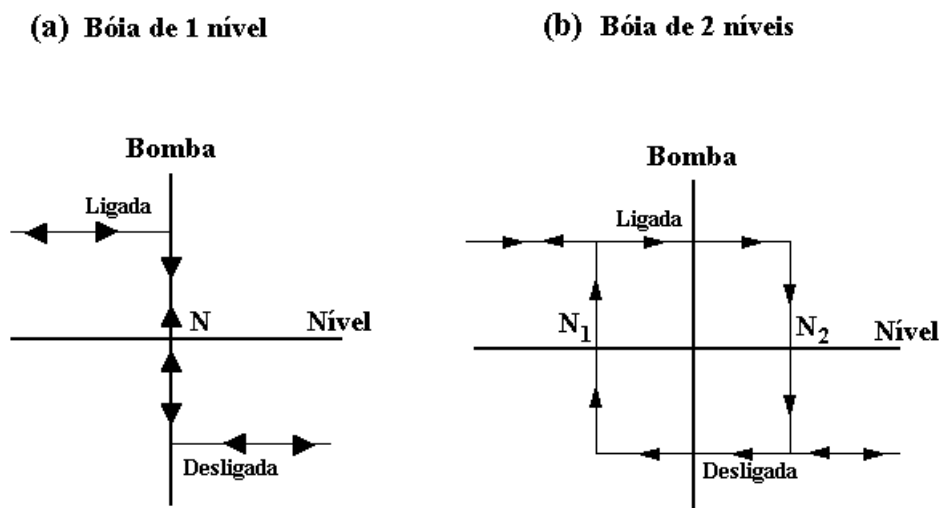 (a) Bóia de 1 nível
(b) Bóia de 2 níveis
Bomba
Ligada
N
Nível
Desligada
Bomba
Ligada
N1
N2
Nível
Desligada